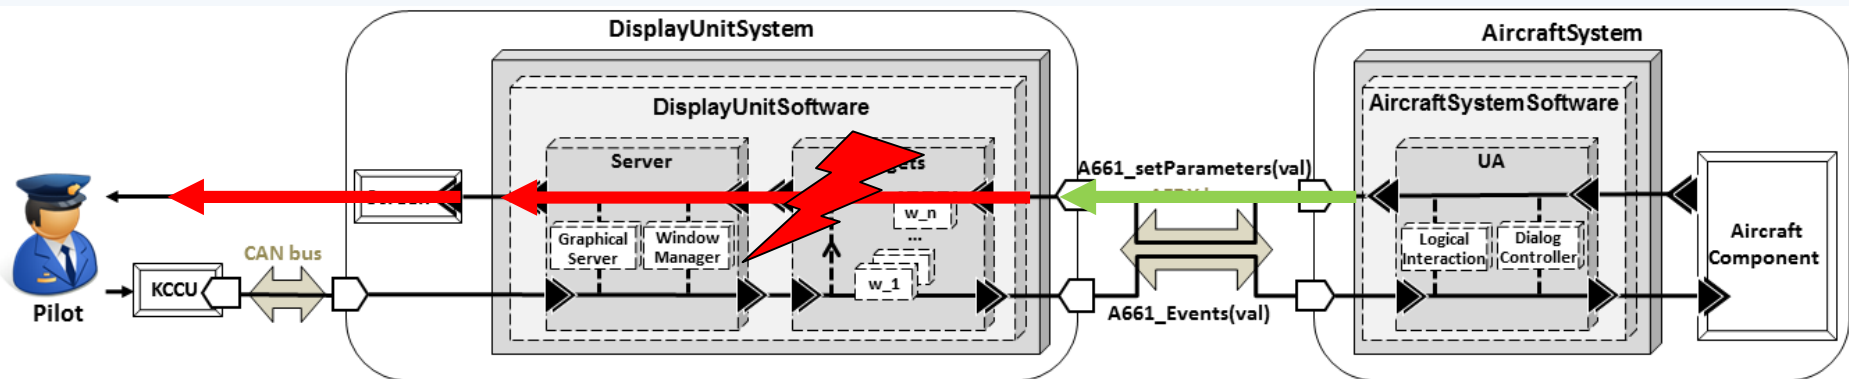 DisplayUnitSystem
AircraftSystem
DisplayUnitSoftware
AircraftSystemSoftware
Server
UA
A661_setParameters(val)
w_n
...
w_1
Graphical
Server
Window
Manager
Logical
Interaction
Dialog
Controller
Aircraft
Component
CAN bus
KCCU
Pilot
A661_Events(val)